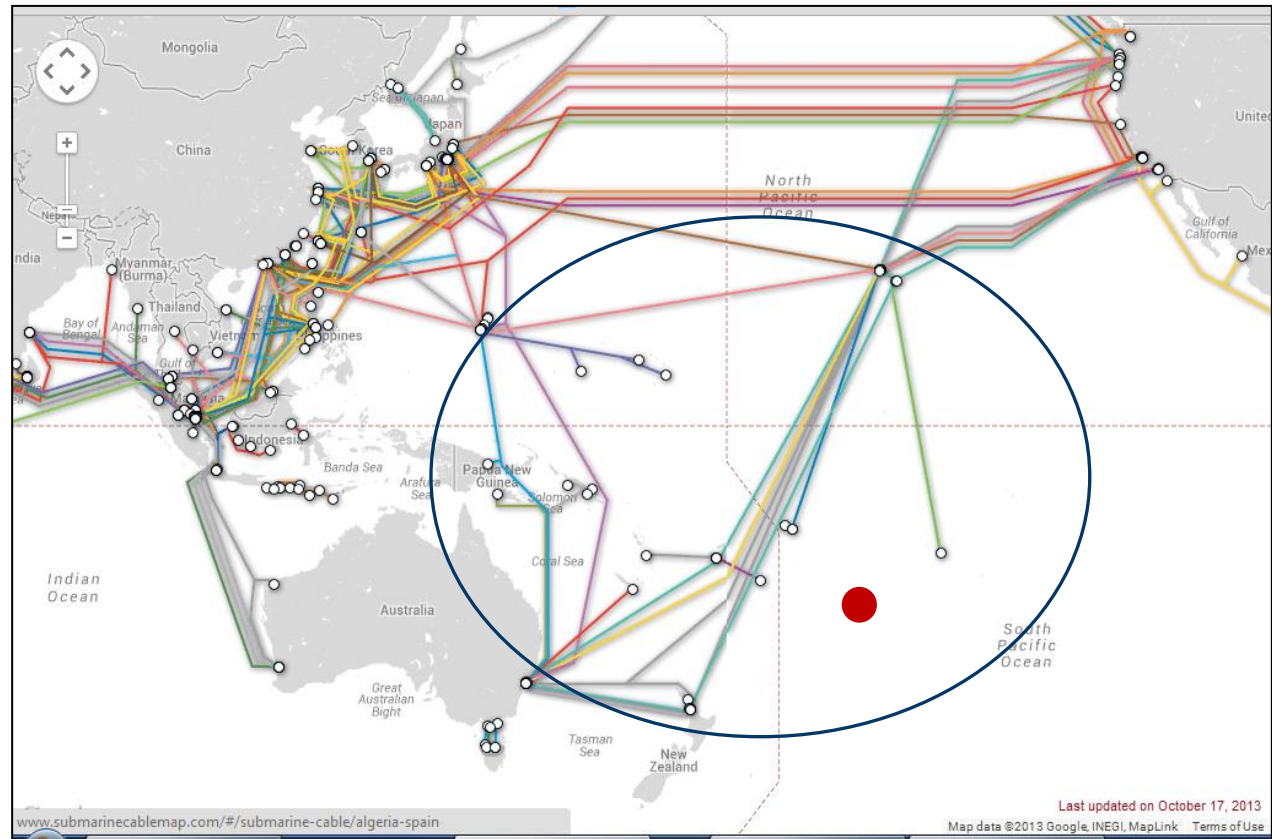 Mongolia
Sea of Japan
Japan
South Korea
China
United
North
Pacific
Ocean
Gulf of
California
Mex
Nepal
ndia
Myanmar
(Burma)
Thailand
Bay of
Bengal
Andaman
Sea
Vietnam
Gulf of
Indonesia
Banda Sea
Arafura
Sea
Papua New
Guinea
Solomon
Sea
Coral Sea
Indian
Ocean
Australia
South
Pacific
Ocean
Great
Australian
Bight
Tasman
Sea
New
Zealand
Last updated on October 17, 2013
www.submarinecablemap.com/#/submarine-cable/algeria-spain
Map data ©2013 Google, INEGI, MapLink Terms of Use